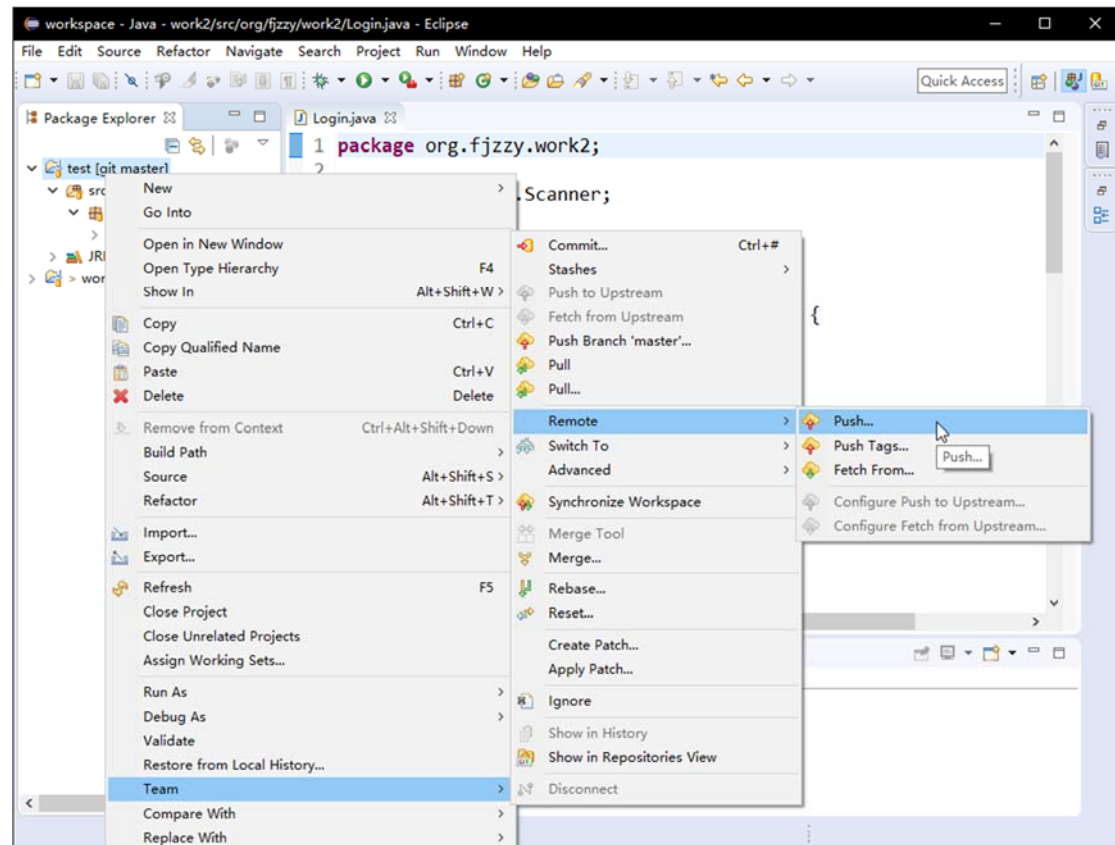 workspace - Java - work2/src/org/fjzzy/work2/Login.java - Eclipse
File Edit Source Refactor Navigate Search Project Run Window Help
Quick Access
Package Explorer
Login.java
1 package org.fjzzy.work2;
2
test [git master]
src
.Scanner;
JRE
> wor
{
New
Go Into
Open in New Window
Open Type Hierarchy F4
Show In Alt+Shift+W >
Copy Ctrl+C
Copy Qualified Name
Paste Ctrl+V
Delete Delete
Remove from Context Ctrl+Alt+Shift+Down
Build Path
Source Alt+Shift+S >
Refactor Alt+Shift+T >
Import...
Export...
Refresh F5
Close Project
Close Unrelated Projects
Assign Working Sets...
Run As
Debug As
Validate
Restore from Local History...
Team
Compare With
Replace With
Commit... Ctrl+#
Stashes
Push to Upstream
Fetch from Upstream
Push Branch 'master'...
Pull
Pull...
Remote
Switch To
Advanced
Synchronize Workspace
Merge Tool
Merge...
Rebase...
Reset...
Create Patch...
Apply Patch...
Ignore
Show in History
Show in Repositories View
Disconnect
Push...
Push Tags...
Fetch From...
Configure Push to Upstream...
Configure Fetch from Upstream...
Push...